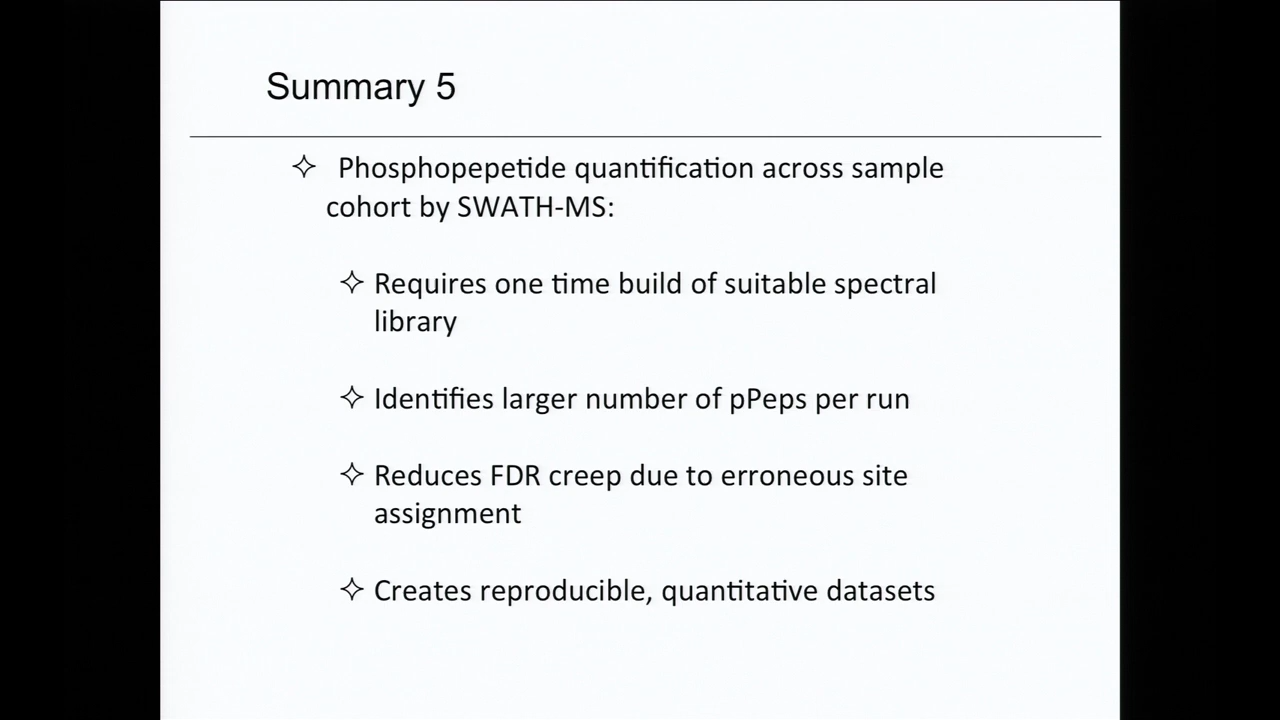 Summary 5
Phosphopepetide quantification across sample
cohort by SWATH-MS:
Requires one time build of suitable spectral
library
Identifies larger number of pPeps per run
Reduces FDR creep due to erroneous site
assignment
Creates reproducible, quantitative datasets